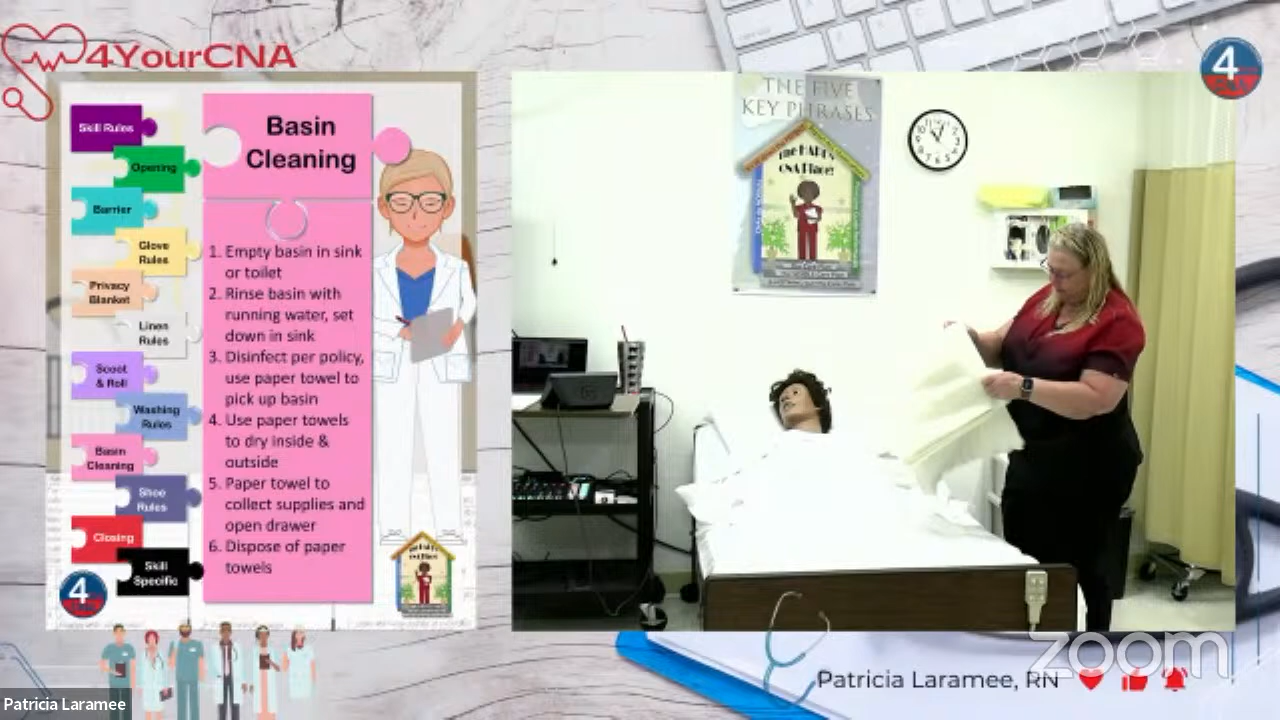 4YourCNA
Skill Rules
Opening
Barrier
Glove
Rules
Privacy
Blanket
Linen
Rules
Scoot
& Roll
Washing
Rules
Basin
Cleaning
Shoe
Rules
Closing
Skill
Specific
4
Basin
Cleaning
1. Empty basin in sink
or toilet
2. Rinse basin with
running water, set
down in sink
3. Disinfect per policy,
use paper towel to
pick up basin
4. Use paper towels
to dry inside &
outside
5. Paper towel to
collect supplies and
open drawer
6. Dispose of paper
towels
THE FIVE
KEY PHRASES
CNA Place!
4
zoom
Patricia Laramee, RN
Patricia Laramee